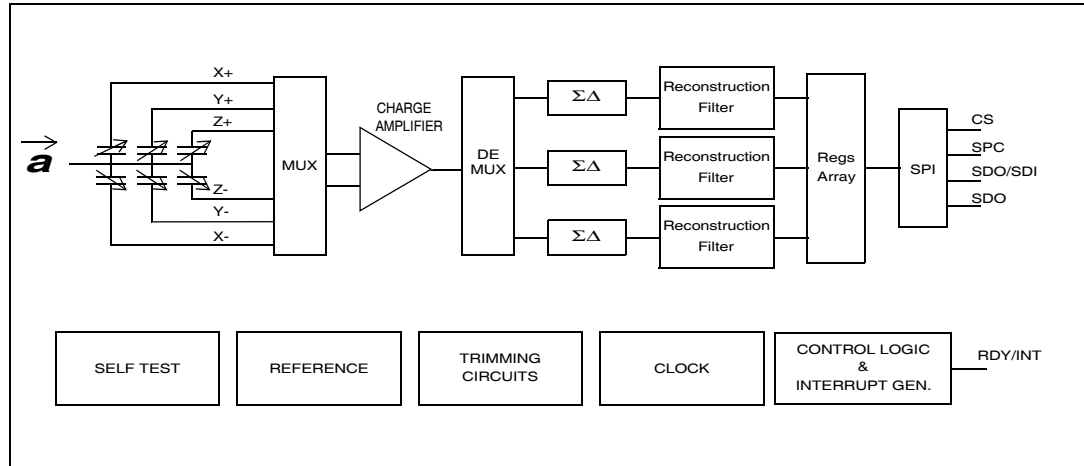 a
X+
Y+
Z+
Z-
Y-
X-
MUX
CHARGE
AMPLIFIER
DE
MUX
ΣΔ
ΣΔ
ΣΔ
Reconstruction
Filter
Reconstruction
Filter
Reconstruction
Filter
Regs
Array
SPI
CS
SPC
SDO/SDI
SDO
SELF TEST
REFERENCE
TRIMMING
CIRCUITS
CLOCK
CONTROL LOGIC
&
INTERRUPT GEN.
RDY/INT